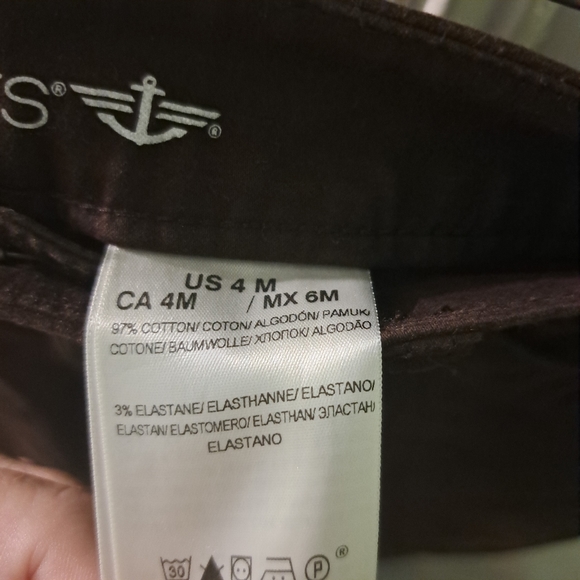 S®
®
US 4 M
CA 4M / MX 6M
97% COTTON/ COTON/ ALGODÓN/ PAMUK/
COTONE/ BAUMWOLLE/ ХЛОПОК/ ALGODÃO
3% ELASTANE/ ELASTHANNE/ ELASTANO/
ELASTAN/ ELASTOMERO/ ELASTHAN/ ЭЛАСТАН/
ELASTANO
30 P ®